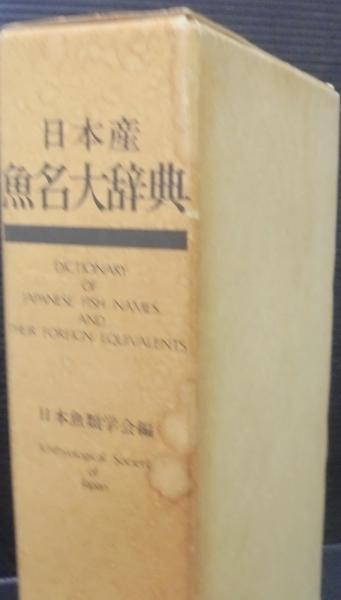 日本産
魚名大辞典
DICTIONARY
OF
JAPANESE FISH NAMES
AND
THEIR FOREIGN EQUIVALENTS
日本魚類学会編
Ichthyological Society
of
Japan